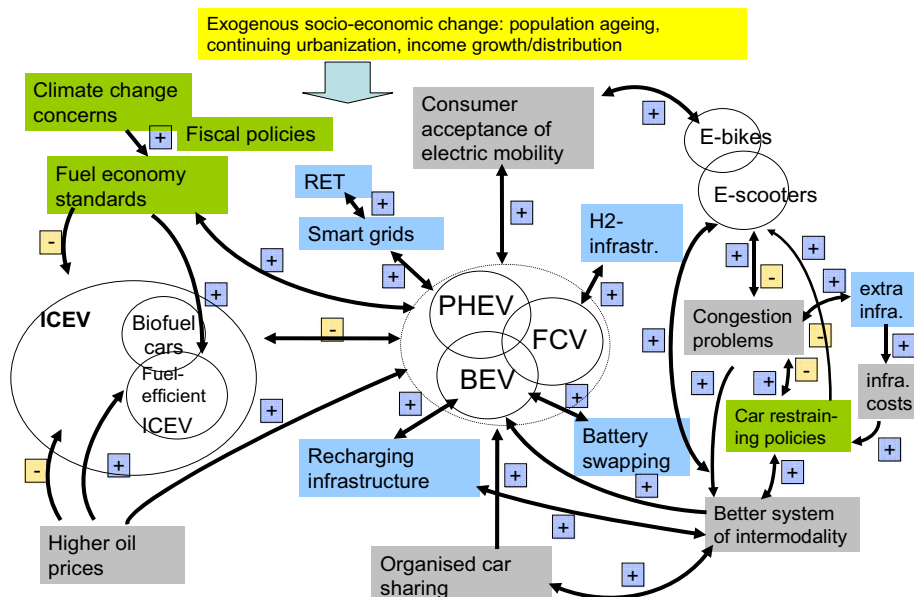 Exogenous socio-economic change: population ageing,
continuing urbanization, income growth/distribution
Climate change
concerns
+
Fiscal policies
Fuel economy
standards
Consumer
acceptance of
electric mobility
+
E-bikes
E-scooters
RET
+
Smart grids
+
+
H2-
infrastr.
+
-
+
+
ICEV
Biofuel
cars
Fuel-
efficient
ICEV
-
PHEV
FCV
BEV
+
-
Congestion
problems
+
-
extra
infra.
+
infra.
costs
+
+
+
-
Car restrain-
ing policies
+
+
+
+
+
Recharging
infrastructure
Battery
swapping
+
+
-
+
Higher oil
prices
+
+
Organised car
sharing
+
+
Better system
of intermodality